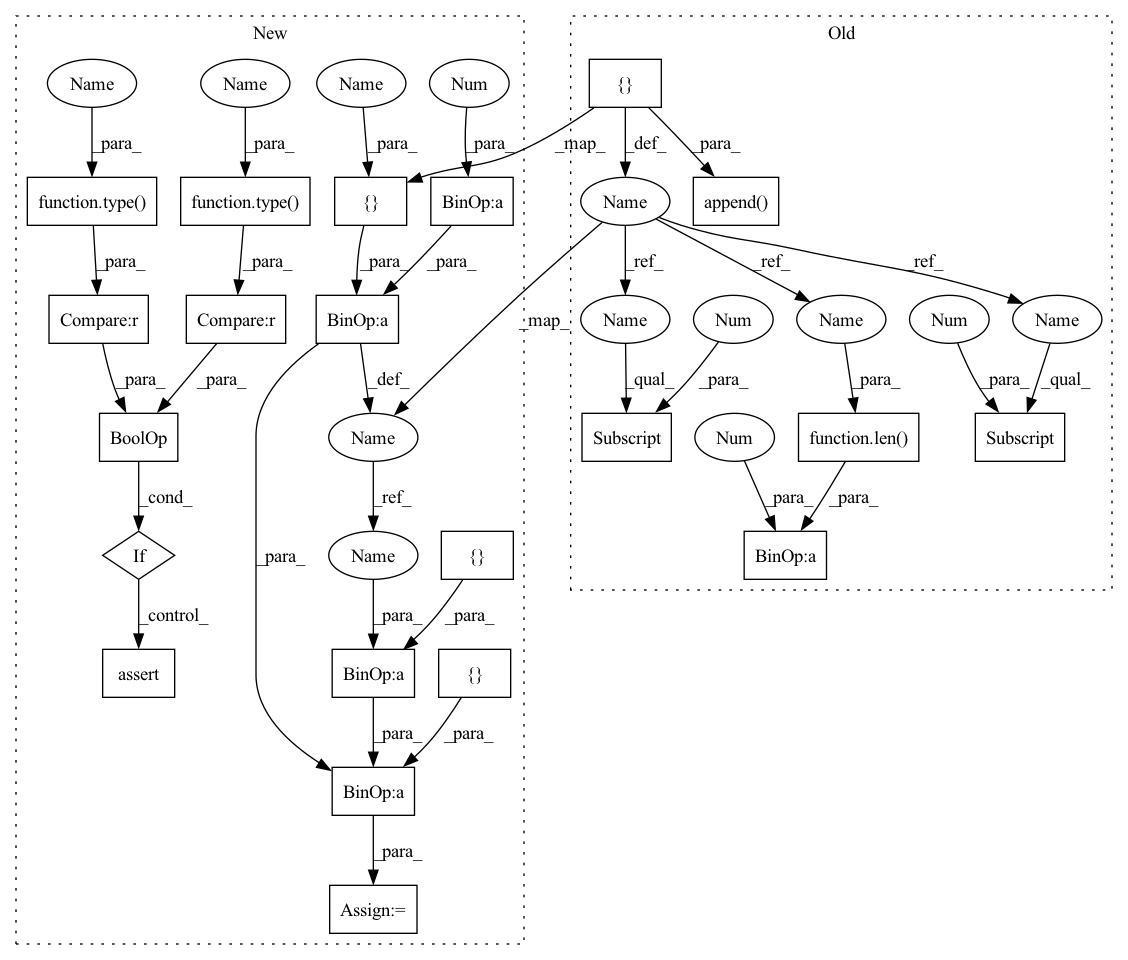 New
Old
Name
Name
Name
Num
{}
_para_
_para_
_para_
_para_
_map_
_def_
_para_
function.type()
function.type()
{}
BinOp:a
Name
append()
_para_
_para_
_para_
_para_
_ref_
_ref_
_ref_
Compare:r
Compare:r
BinOp:a
_map_
Name
Num
Name
Num
Name
_para_
_para_
_def_
_qual_
_para_
_para_
_para_
_qual_
BoolOp
Name
Subscript
Num
function.len()
Subscript
_cond_
_ref_
_para_
_para_
If
_para_
Name
{}
BinOp:a
_control_
_para_
_para_
assert
BinOp:a
{}
_para_
_para_
BinOp:a
_para_
Assign:=